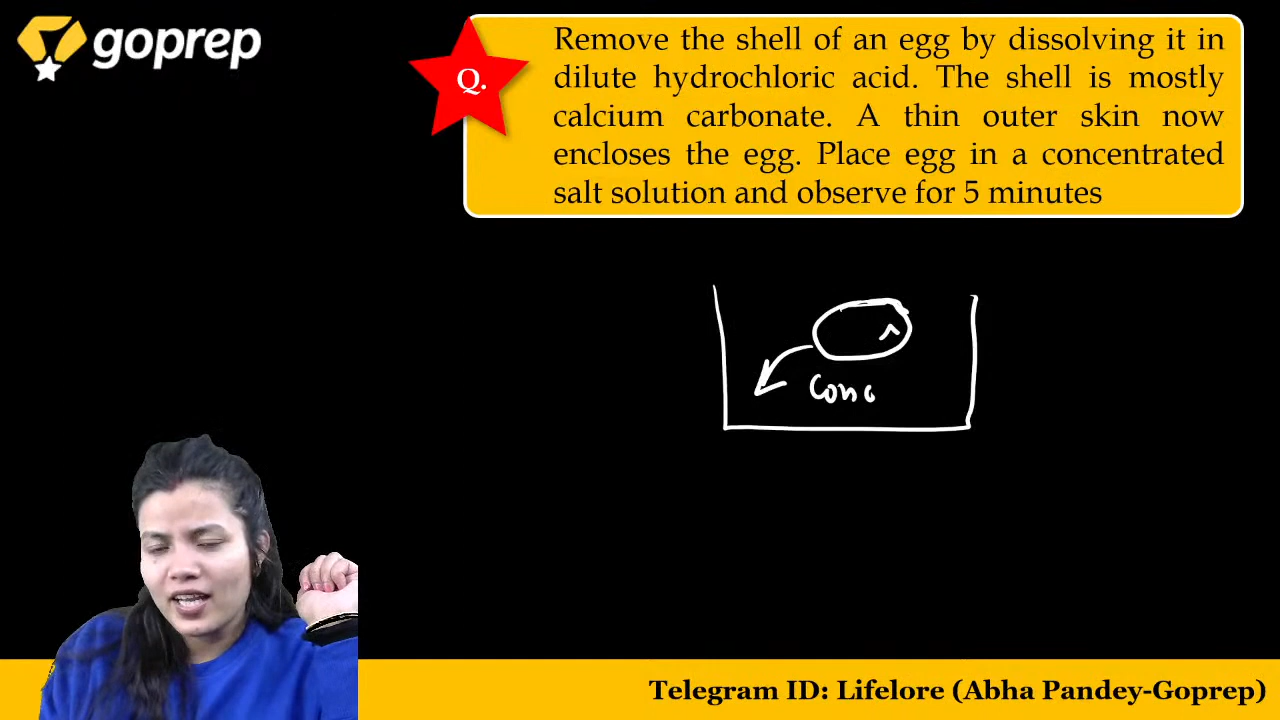 goprep
Q.
Remove the shell of an egg by dissolving it in
dilute hydrochloric acid. The shell is mostly
calcium carbonate. A thin outer skin now
encloses the egg. Place egg in a concentrated
salt solution and observe for 5 minutes
Conc
Telegram ID: Lifelore (Abha Pandey-Goprep)